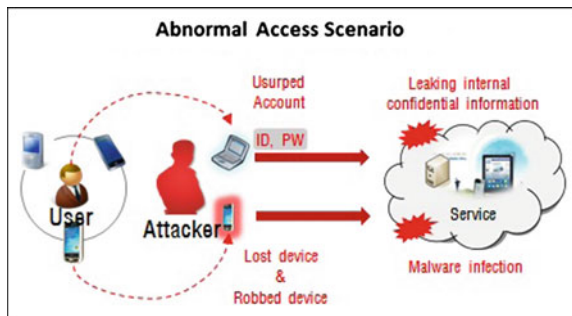 Abnormal Access Scenario
Usurped
Account
ID, PW
Leaking internal
confidential information
User
Attacker
Service
Lost device
&
Robbed device
Malware infection